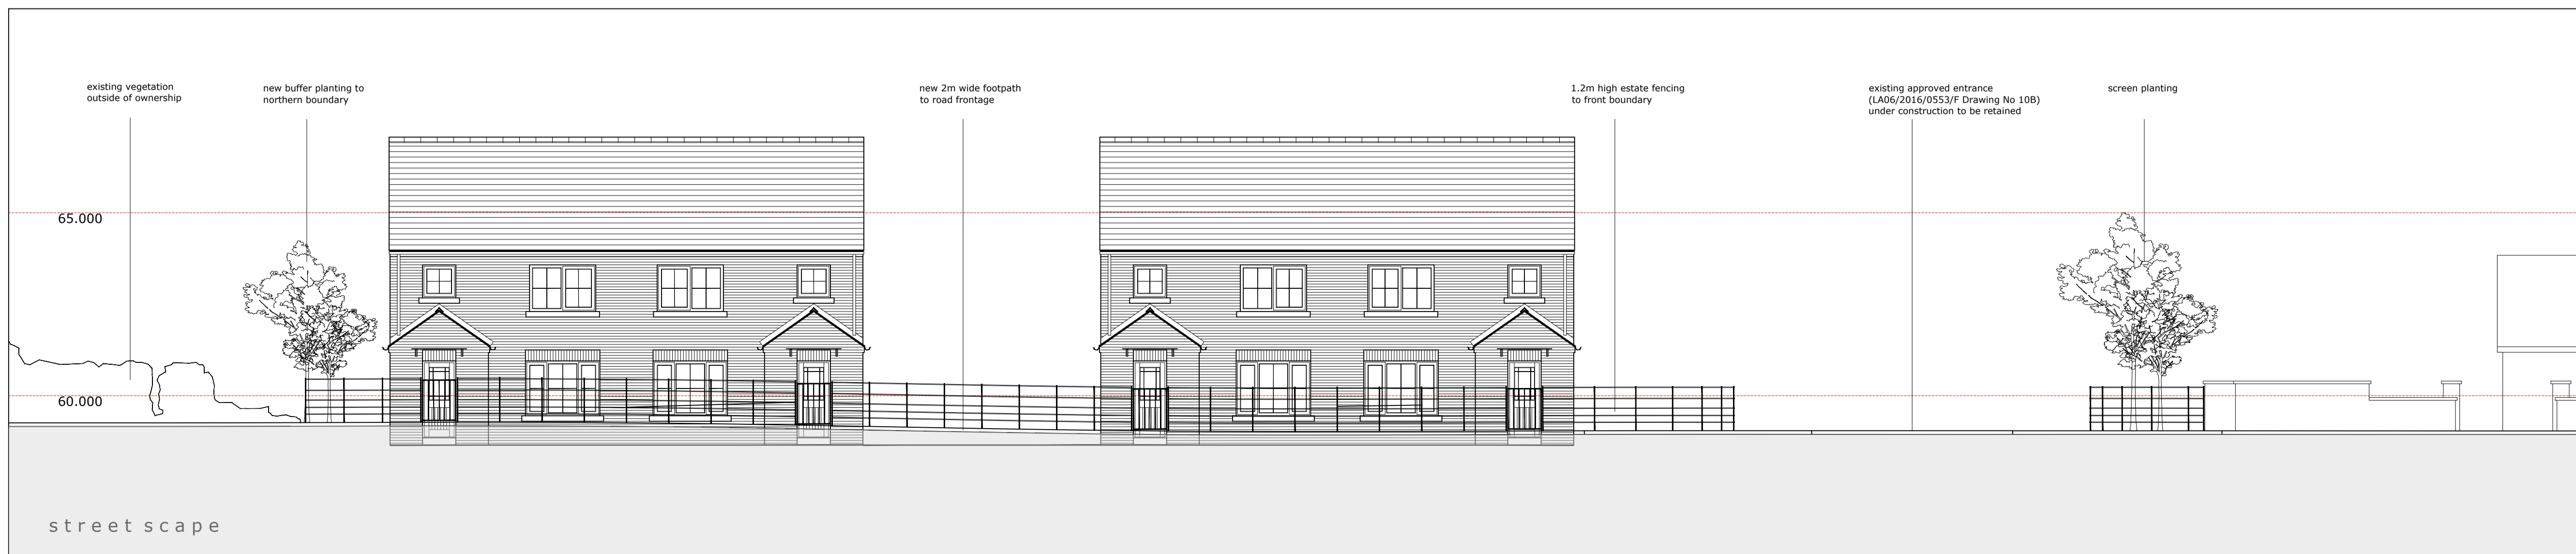 existing vegetation
outside of ownership
new buffer planting to
northern boundary
new 2m wide footpath
to road frontage
1.2m high estate fencing
to front boundary
existing approved entrance
(LA06/2016/0553/F Drawing No 10B)
under construction to be retained
screen planting
65.000
60.000
street scape